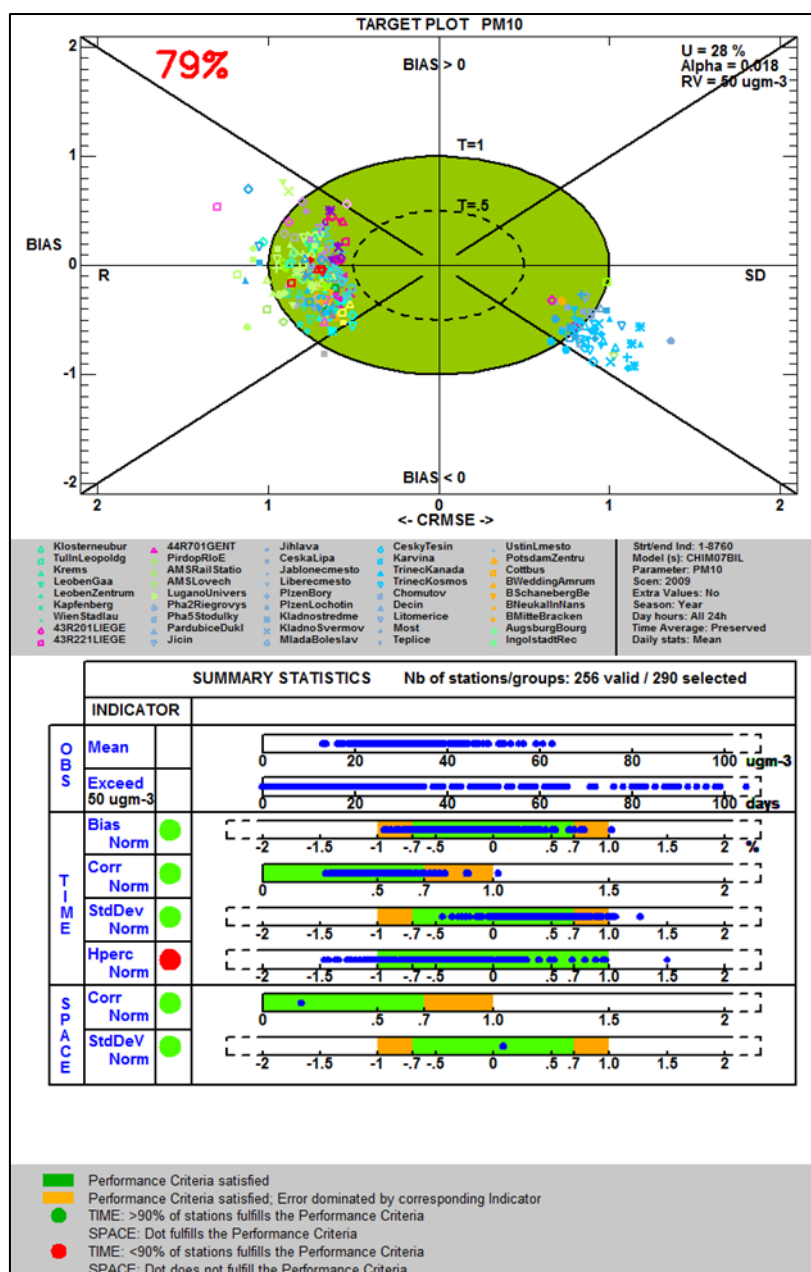 TARGET PLOT PM10
79%
BIAS > 0
U = 28 %
Alpha = 0.018
RV = 50 ugm-3
2
1
T=1
T=.5
BIAS
0
R
SD
-1
BIAS < 0
-2
2 1 0 1 2
<- CRMSE ->
Klosterneubur 44R701GENT Jihlava CeskyTesin UstinLmesto Strt/end Ind: 1-8760
TullnLeopoldg PirdopRIoE CeskaLipa Karvina PotsdamZentru Model (s): CHIM07BIL
Krems AMSRailStatio Jablonecmesto TrinecKanada Cottbus Parameter: PM10
LeobenGaa AMSLovech Liberecmesto TrinecKosmos BWeddingAmrum Scen: 2009
LeobenZentrum LuganoUnivers PlzenBory Chomutov BSchanebergBe Extra Values: No
Kapfenberg Pha2Riegrovys PlzenLochotin Decin BNeukallnNans Season: Year
WienStadlau Pha5Stodulky Kladnostredme Litomerice BMitteBracken Day hours: All 24h
43R201LIEGE PardubiceDukl KladnoSvermov Most AugsburgBourg Time Average: Preserved
43R221LIEGE Jicin MladaBoleslav Teplice IngolstadtRec Daily stats: Mean
SUMMARY STATISTICS Nb of stations/groups: 256 valid / 290 selected
INDICATOR
OBS
Mean
0 20 40 60 80 100 ugm-3
Exceed
50 ugm-3
0 20 40 60 80 100 days
TIME
Bias
Norm
-2 -1.5 -1 -.7 -.5 0 .5 .7 1.0 1.5 2 %
Corr
Norm
0 .5 .7 1.0 1.5 2
StdDev
Norm
-2 -1.5 -1 -.7 -.5 0 .5 .7 1.0 1.5 2
Hperc
Norm
-2 -1.5 -1 -.7 -.5 0 .5 .7 1.0 1.5 2
SPACE
Corr
Norm
0 .5 .7 1.0 1.5 2
StdDeV
Norm
-2 -1.5 -1 -.7 -.5 0 .5 .7 1.0 1.5 2
Performance Criteria satisfied
Performance Criteria satisfied; Error dominated by corresponding Indicator
TIME: >90% of stations fulfills the Performance Criteria
SPACE: Dot fulfills the Performance Criteria
TIME: <90% of stations fulfills the Performance Criteria
SPACE: Dot does not fulfill the Performance Criteria